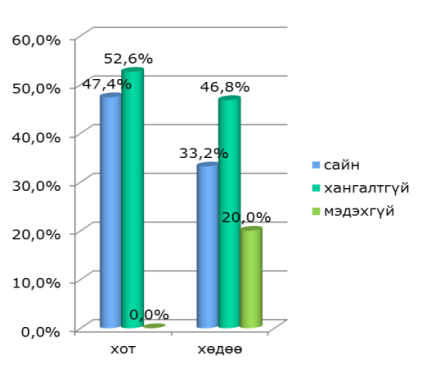 60,0%
50,0%
40,0%
30,0%
20,0%
10,0%
0,0%
47,4%
52,6%
0,0%
33,2%
46,8%
20,0%
хот
хөдөө
сайн
хангалтгүй
мэдэхгүй